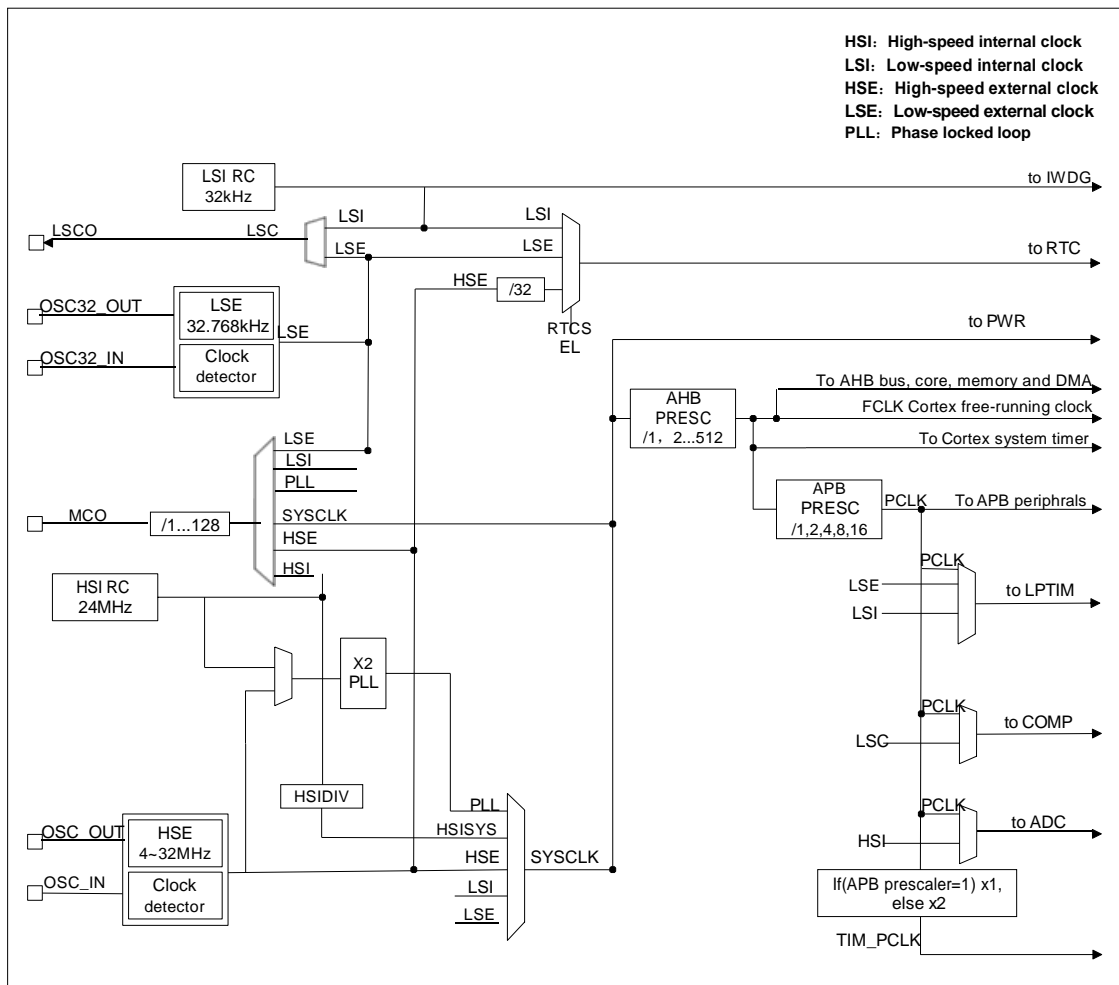 HSI：High-speed internal clock
LSI：Low-speed internal clock
HSE：High-speed external clock
LSE：Low-speed external clock
PLL：Phase locked loop
LSI RC
32kHz
to IWDG
LSCO
LSC
LSI
LSE
LSI
LSE
HSE
/32
RTCS
EL
to RTC
OSC32_OUT
OSC32_IN
LSE
32.768kHz
Clock
detector
LSE
to PWR
AHB
PRESC
/1，2...512
To AHB bus, core, memory and DMA
FCLK Cortex free-running clock
To Cortex system timer
APB
PRESC
/1,2,4,8,16
PCLK
To APB periphrals
MCO
/1...128
LSE
LSI
PLL
SYSCLK
HSE
HSI
HSI RC
24MHz
PCLK
LSE
LSI
to LPTIM
X2
PLL
PCLK
LSC
to COMP
HSIDIV
PLL
HSISYS
HSE
LSI
LSE
SYSCLK
OSC_OUT
OSC_IN
HSE
4~32MHz
Clock
detector
PCLK
HSI
to ADC
If(APB prescaler=1) x1,
else x2
TIM_PCLK